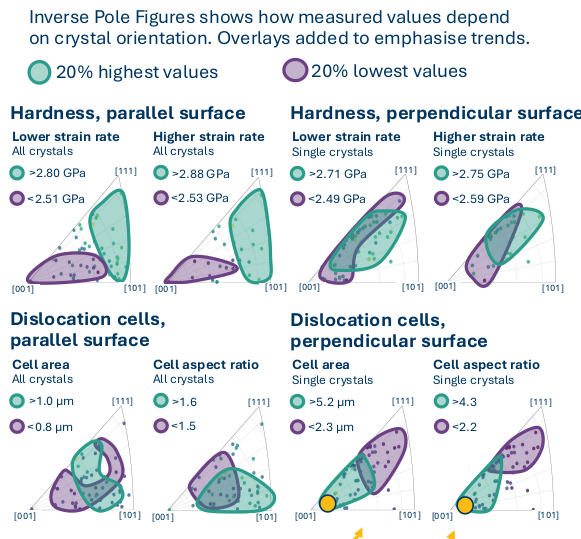 Inverse Pole Figures shows how measured values depend
on crystal orientation. Overlays added to emphasise trends.
20% highest values
20% lowest values
Hardness, parallel surface
Lower strain rate
All crystals
>2.80 GPa
<2.51 GPa
[111]
[001]
[101]
Higher strain rate
All crystals
>2.88 GPa
<2.53 GPa
[111]
[001]
[101]
Hardness, perpendicular surface
Lower strain rate
Single crystals
>2.71 GPa
<2.49 GPa
[111]
[001]
[101]
Higher strain rate
Single crystals
>2.75 GPa
<2.59 GPa
[111]
[001]
[101]
Dislocation cells,
parallel surface
Cell area
All crystals
>1.0 μm
<0.8 μm
[111]
[001]
[101]
Cell aspect ratio
All crystals
>1.6
<1.5
[111]
[001]
[101]
Dislocation cells,
perpendicular surface
Cell area
Single crystals
>5.2 μm
<2.3 μm
[111]
[001]
[101]
Cell aspect ratio
Single crystals
>4.3
<2.2
[111]
[001]
[101]